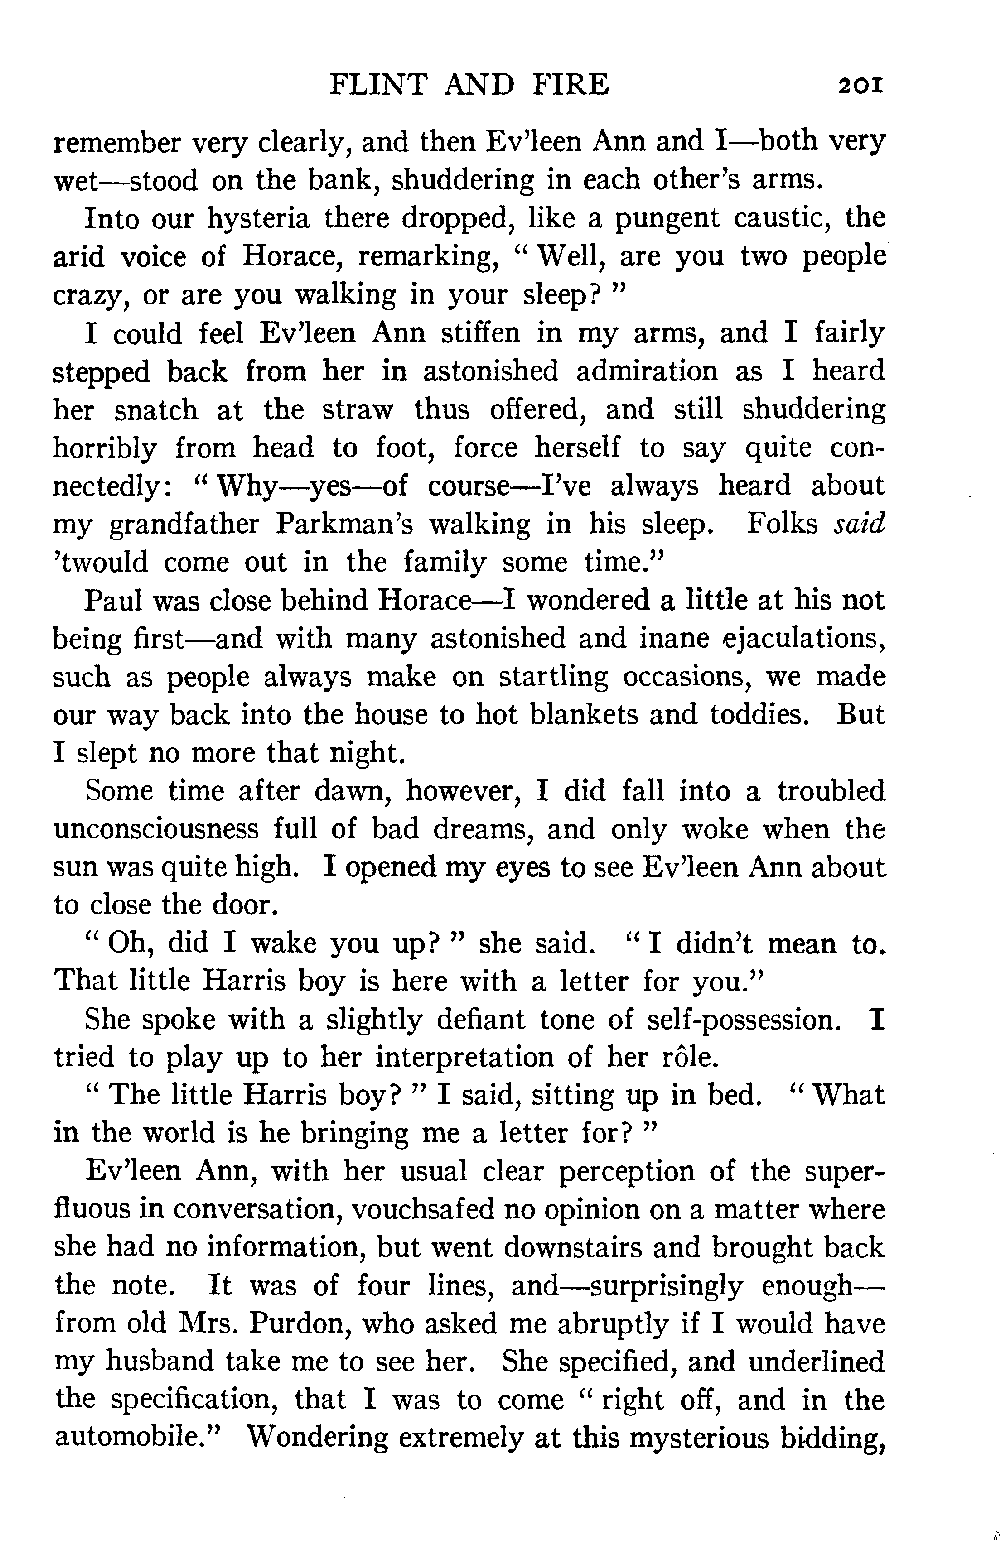 FLINT AND FIRE 201
remember very clearly, and then Ev'leen Ann and I—both very
wet—stood on the bank, shuddering in each other's arms.
Into our hysteria there dropped, like a pungent caustic, the
arid voice of Horace, remarking, " Well, are you two people
crazy, or are you walking in your sleep? "
I could feel Ev'leen Ann stiffen in my arms, and I fairly
stepped back from her in astonished admiration as I heard
her snatch at the straw thus offered, and still shuddering
horribly from head to foot, force herself to say quite con-
nectedly: " Why—yes—of course—I've always heard about
my grandfather Parkman's walking in his sleep. Folks said
'twould come out in the family some time."
Paul was close behind Horace—I wondered a little at his not
being first—and with many astonished and inane ejaculations,
such as people always make on startling occasions, we made
our way back into the house to hot blankets and toddies. But
I slept no more that night.
Some time after dawn, however, I did fall into a troubled
unconsciousness full of bad dreams, and only woke when the
sun was quite high. I opened my eyes to see Ev'leen Ann about
to close the door.
" Oh, did I wake you up? " she said. " I didn't mean to.
That little Harris boy is here with a letter for you."
She spoke with a slightly defiant tone of self-possession. I
tried to play up to her interpretation of her rôle.
" The little Harris boy? " I said, sitting up in bed. " What
in the world is he bringing me a letter for? "
Ev'leen Ann, with her usual clear perception of the super-
fluous in conversation, vouchsafed no opinion on a matter where
she had no information, but went downstairs and brought back
the note. It was of four lines, and—surprisingly enough—
from old Mrs. Purdon, who asked me abruptly if I would have
my husband take me to see her. She specified, and underlined
the specification, that I was to come " right off, and in the
automobile." Wondering extremely at this mysterious bidding,